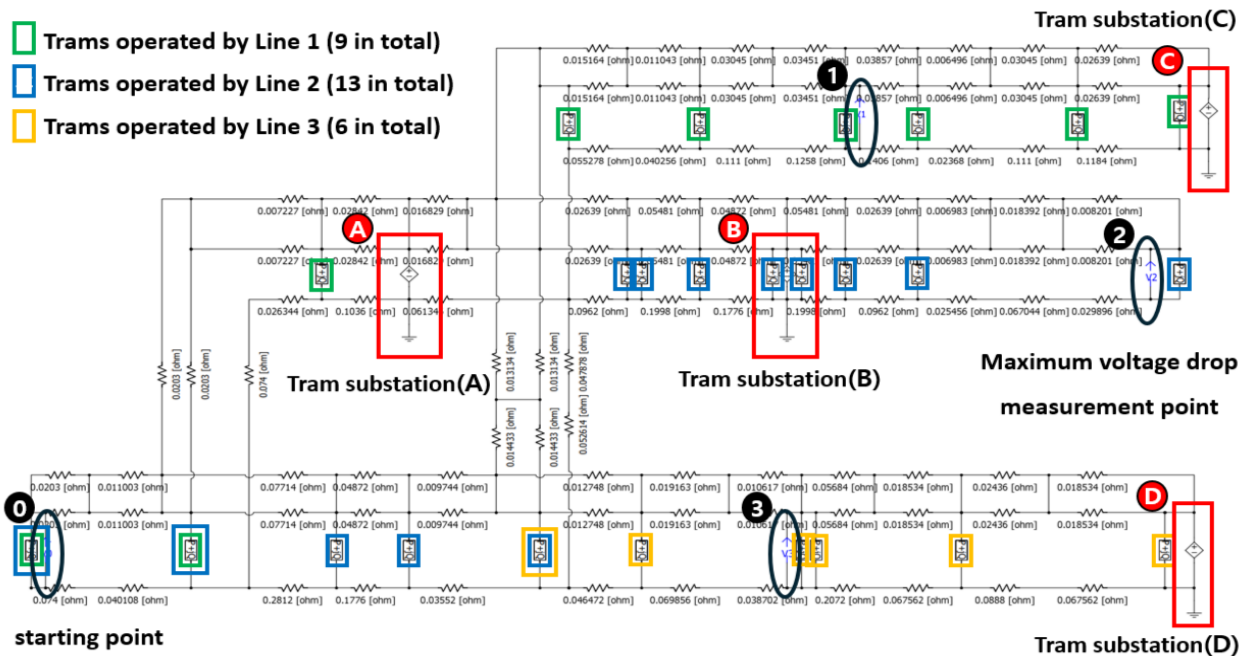 Tram substation(C)
Trams operated by Line 1 (9 in total)
Trams operated by Line 2 (13 in total)
Trams operated by Line 3 (6 in total)
C
0.015164 [ohm] 0.011043 [ohm] 0.03045 [ohm] 0.03451 [ohm] 0.03857 [ohm] 0.006496 [ohm] 0.03045 [ohm] 0.02639 [ohm]
1
0.015164 [ohm] 0.011043 [ohm] 0.03045 [ohm] 0.03451 [ohm] 0.006496 [ohm] 0.03045 [ohm] 0.02639 [ohm]
0.055278 [ohm] 0.040256 [ohm] 0.111 [ohm] 0.1258 [ohm] 0.02368 [ohm] 0.111 [ohm] 0.1184 [ohm]
0.007227 [ohm] 0.02842 [ohm] 0.016829 [ohm] 0.02639 [ohm] 0.05481 [ohm] 0.04872 [ohm] 0.05481 [ohm] 0.02639 [ohm] 0.006983 [ohm] 0.018392 [ohm] 0.008201 [ohm]
A
B
2
0.007227 [ohm] 0.02842 [ohm] 0.02639 [ohm] 0.04872 [ohm] 0.02639 [ohm] 0.006983 [ohm] 0.018392 [ohm] 0.008201 [ohm]
V2
0.026344 [ohm] 0.1036 [ohm] 0.0962 [ohm] 0.1998 [ohm] 0.1776 [ohm] 0.1998 [ohm] 0.0962 [ohm] 0.025456 [ohm] 0.067044 [ohm] 0.029896 [ohm]
0.0203 [ohm] 0.0203 [ohm] 0.074 [ohm] 0.013134 [ohm] 0.013134 [ohm] 0.047878 [ohm]
Tram substation(A)
Tram substation(B)
Maximum voltage drop
measurement point
0.014433 [ohm] 0.014433 [ohm] 0.052614 [ohm]
0.0203 [ohm] 0.011003 [ohm] 0.07714 [ohm] 0.04872 [ohm] 0.009744 [ohm] 0.012748 [ohm] 0.019163 [ohm] 0.010617 [ohm] 0.05684 [ohm] 0.018534 [ohm] 0.02436 [ohm] 0.018534 [ohm]
0
3
D
0.011003 [ohm] 0.07714 [ohm] 0.04872 [ohm] 0.009744 [ohm] 0.012748 [ohm] 0.019163 [ohm] 0.05684 [ohm] 0.018534 [ohm] 0.02436 [ohm] 0.018534 [ohm]
V3
0.074 [ohm] 0.040108 [ohm] 0.2812 [ohm] 0.1776 [ohm] 0.03552 [ohm] 0.046472 [ohm] 0.069856 [ohm] 0.038702 [ohm] 0.2072 [ohm] 0.067562 [ohm] 0.0888 [ohm] 0.067562 [ohm]
starting point
Tram substation(D)